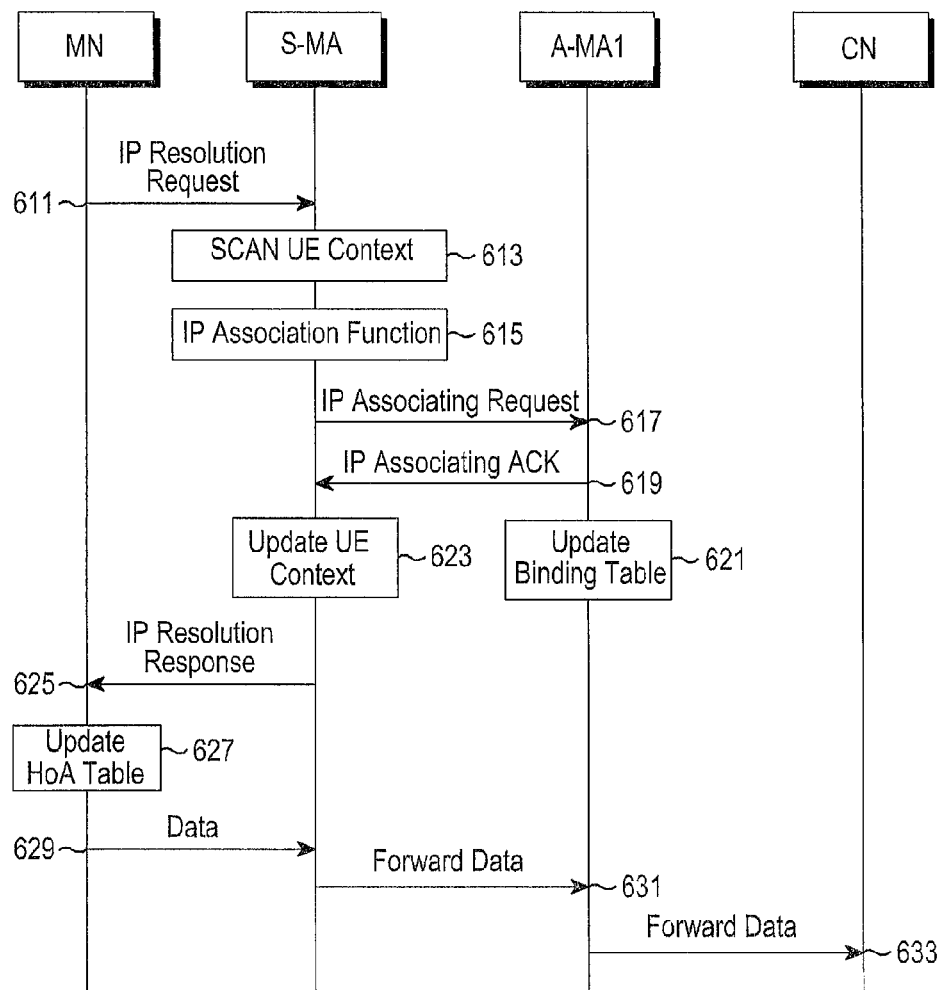 MN
S-MA
A-MA1
CN
IP Resolution
Request
611
SCAN UE Context
613
IP Association Function
615
IP Associating Request
617
IP Associating ACK
619
Update UE
Context
623
Update
Binding Table
621
IP Resolution
Response
625
Update
HoA Table
627
Data
629
Forward Data
631
Forward Data
633